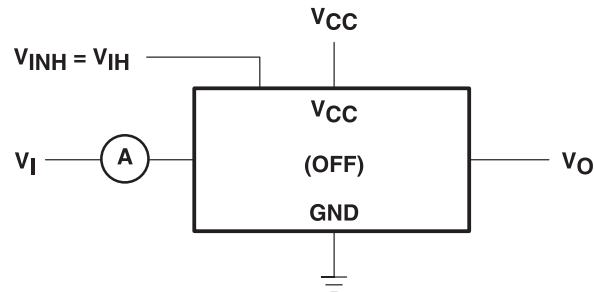 VCC
VINH = VIH
VCC
VI
A
(OFF)
VO
GND